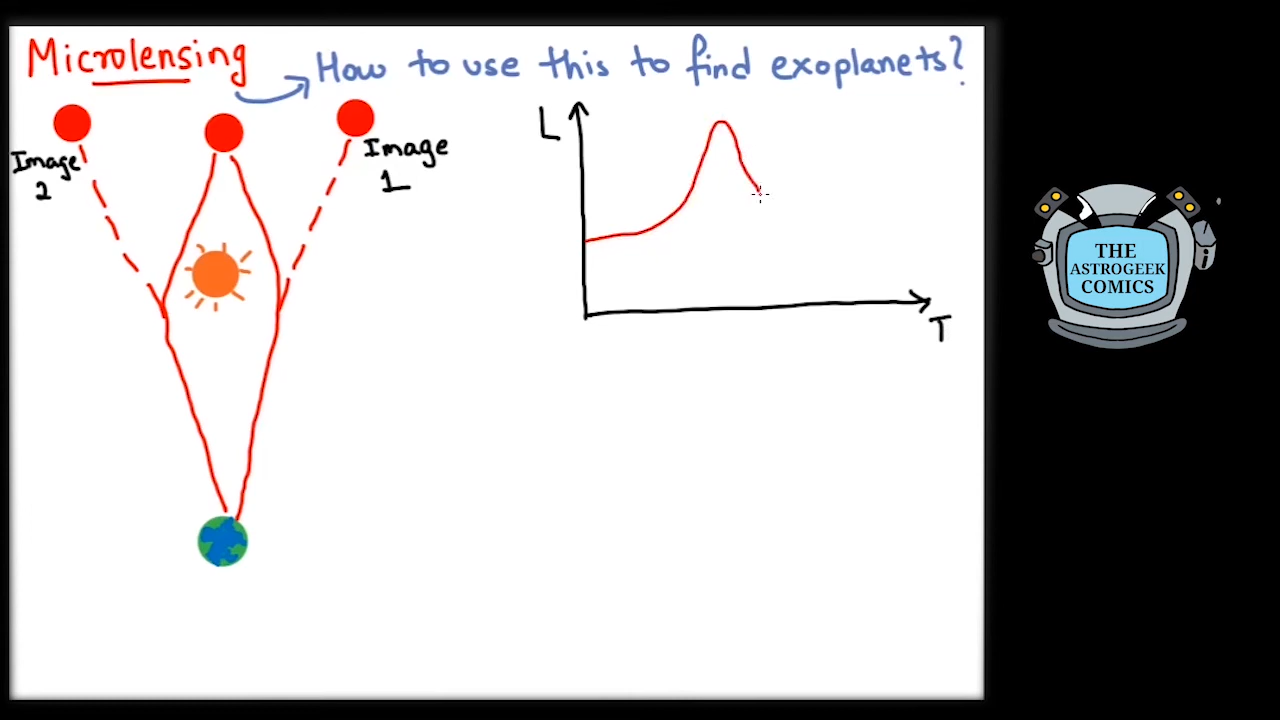 Microlensing
How to use this to find exoplanets?
Image
2
Image
1
L
T
THE
ASTROGEEK
COMICS